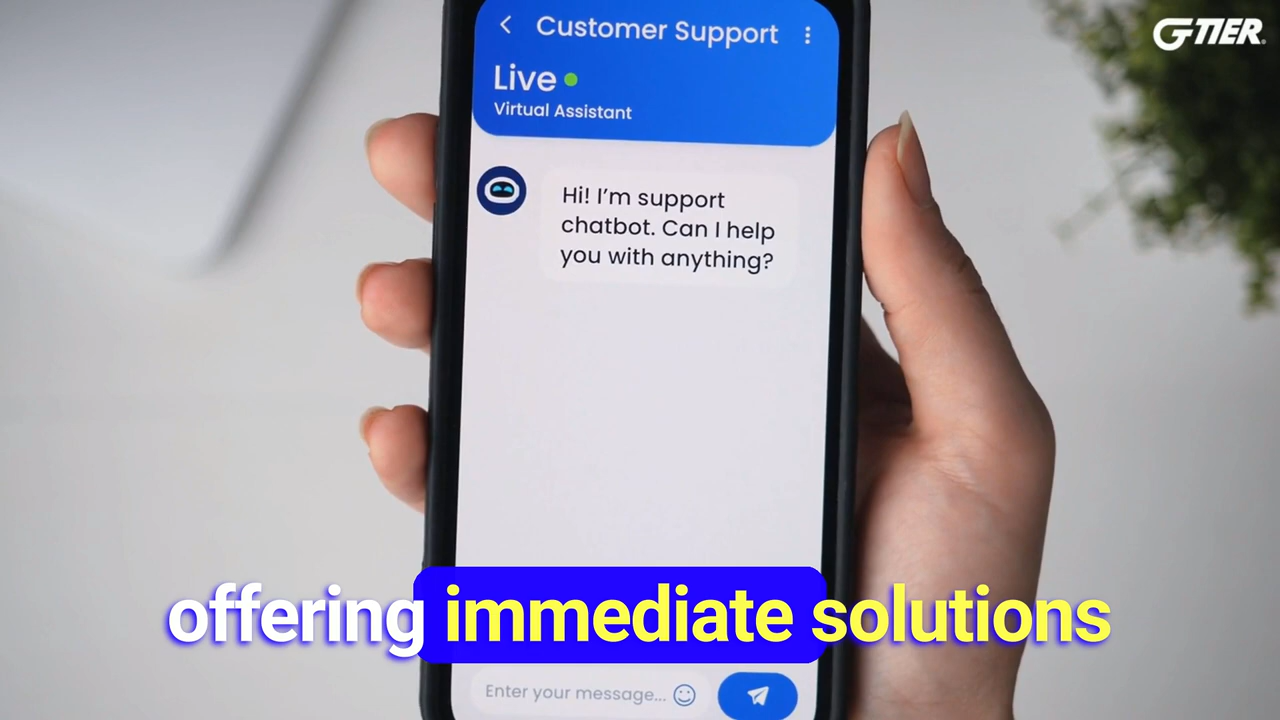 Customer Support
GTIER
Live
Virtual Assistant
Hi! I'm support
chatbot. Can I help
you with anything?
offering immediate solutions
Enter your message...